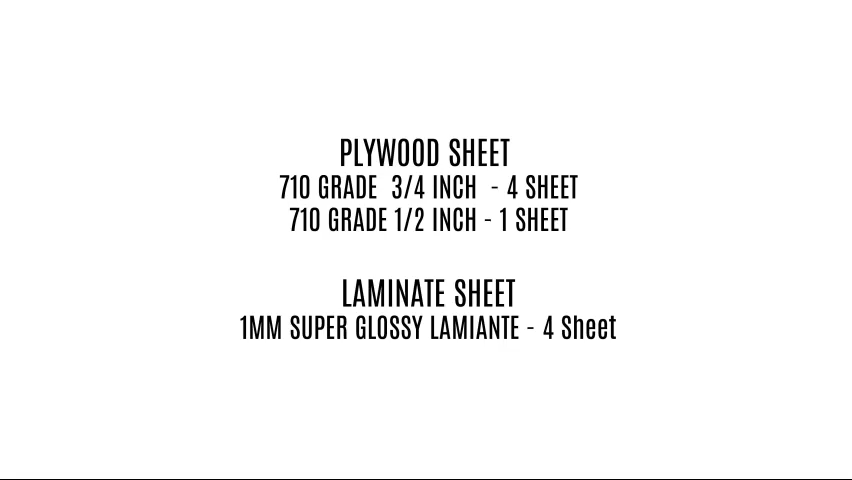 PLYWOOD SHEET
710 GRADE  3/4 INCH  - 4 SHEET
710 GRADE 1/2 INCH - 1 SHEET
LAMINATE SHEET
1MM SUPER GLOSSY LAMIANTE - 4 Sheet